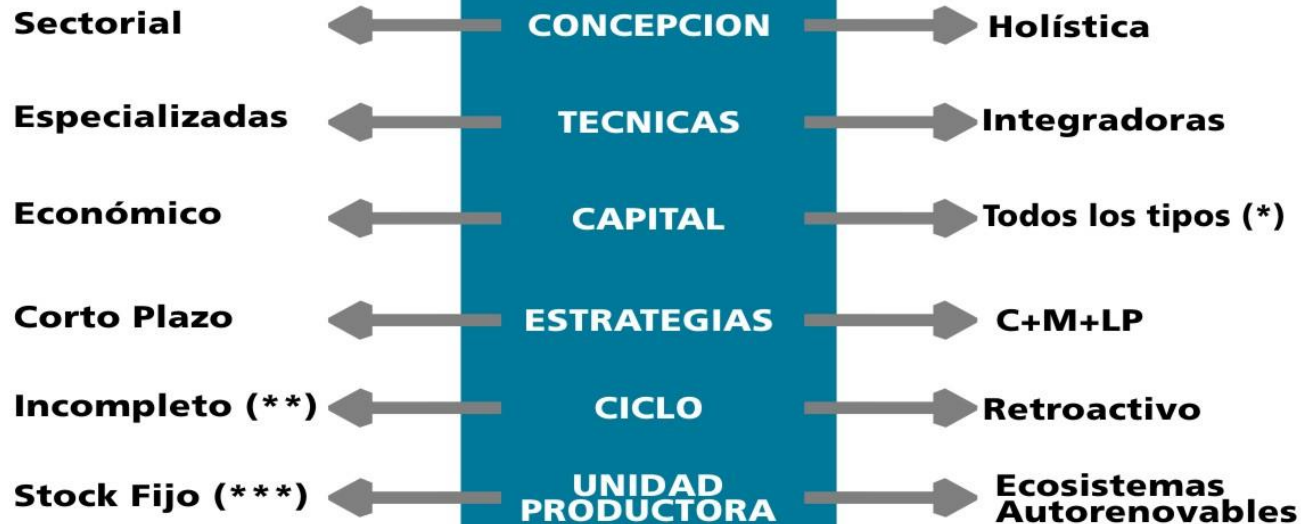 Sectorial CONCEPCION Holística
Especializadas TECNICAS Integradoras
Económico CAPITAL Todos los tipos (*)
Corto Plazo ESTRATEGIAS C+M+LP
Incompleto (**) CICLO Retroactivo
Stock Fijo (***) UNIDAD Ecosistemas
PRODUCTORA Autorenovables